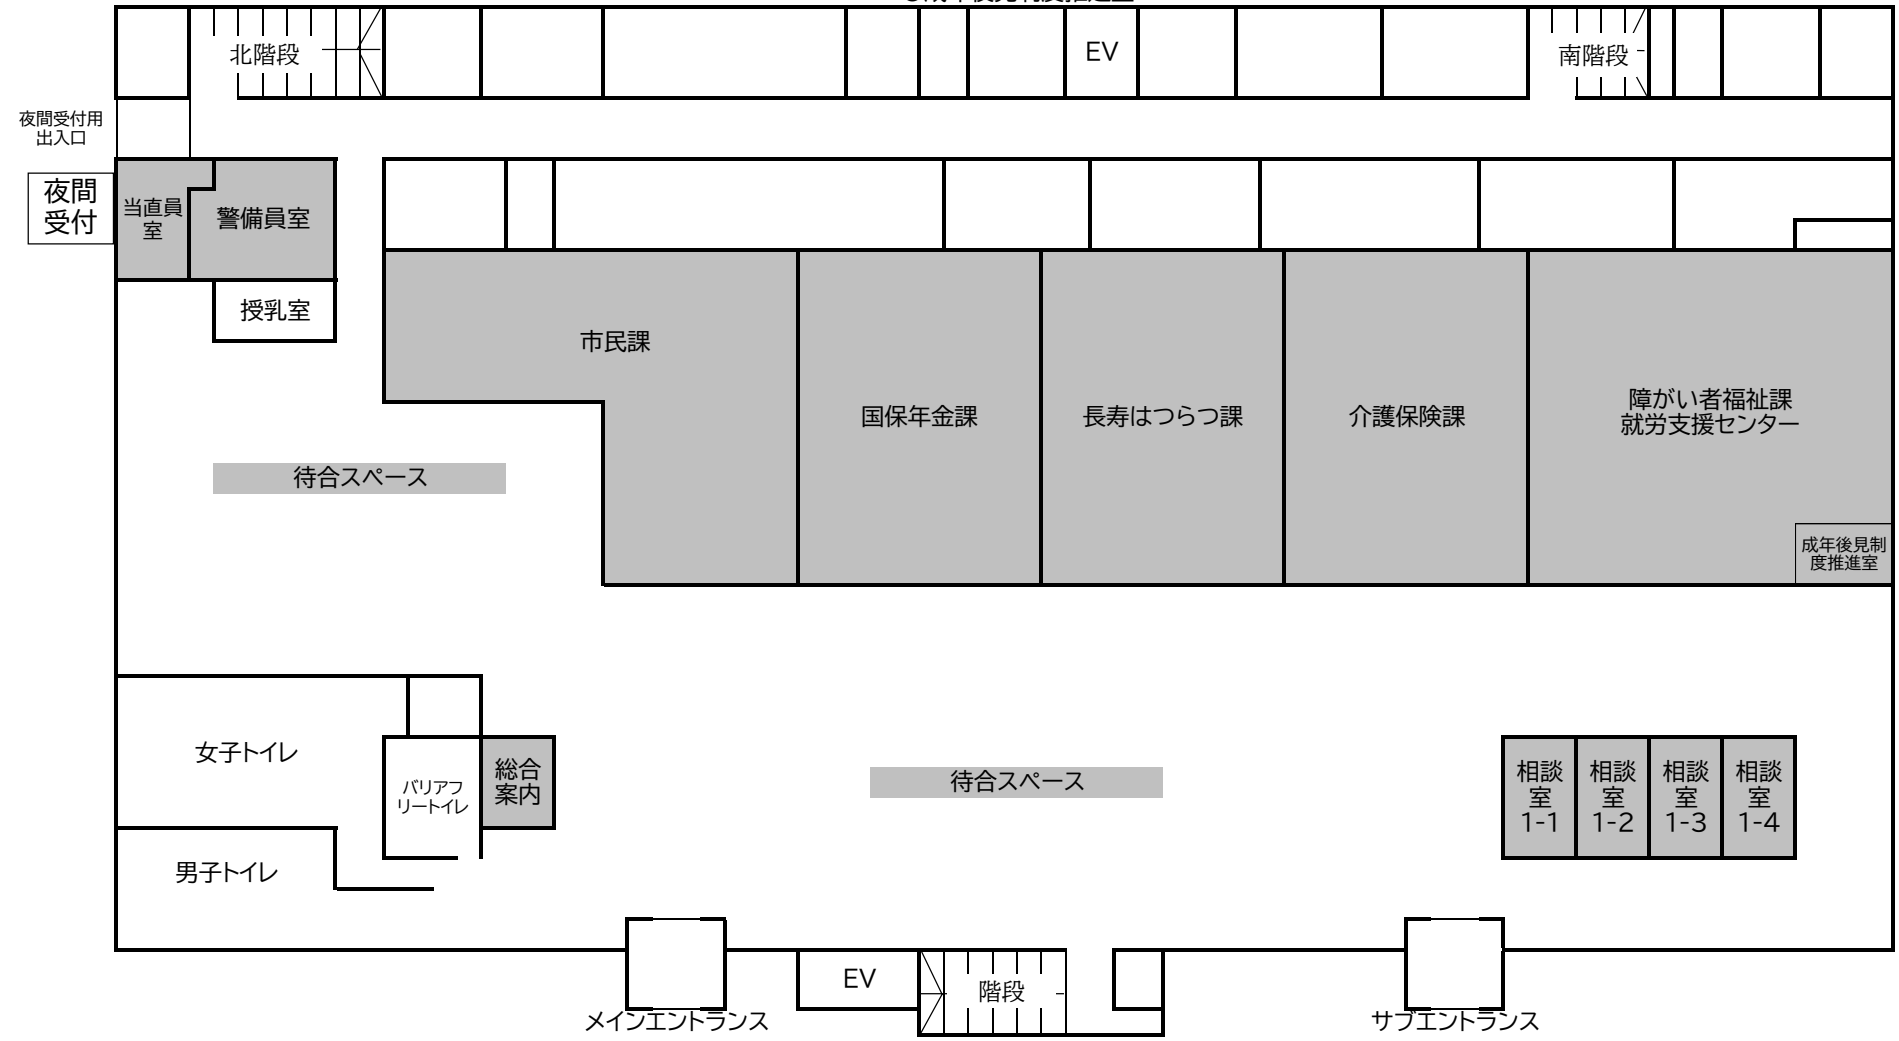 北階段
EV
南階段
夜間受付用
出入口
夜間
受付
当直員
室
警備員室
授乳室
市民課
国保年金課
長寿はつらつ課
介護保険課
障がい者福祉課
就労支援センター
待合スペース
成年後見制
度推進室
女子トイレ
バリアフ
リートイレ
総合
案内
待合スペース
相談
室
1-1
相談
室
1-2
相談
室
1-3
相談
室
1-4
男子トイレ
EV
階段
メインエントランス
サブエントランス